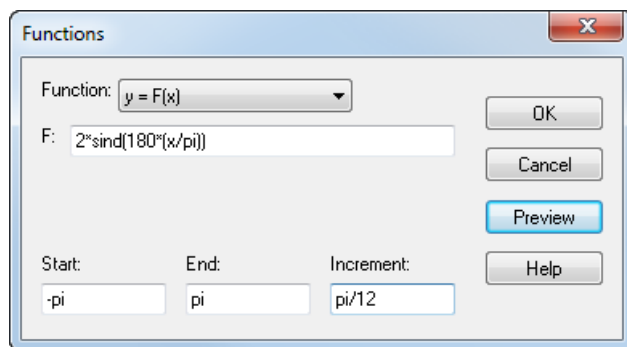 Functions
Function: y = F(x)
OK
F: 2*sind(180*(x/pi))
Cancel
Preview
Start: End: Increment: Help
-pi pi pi/12